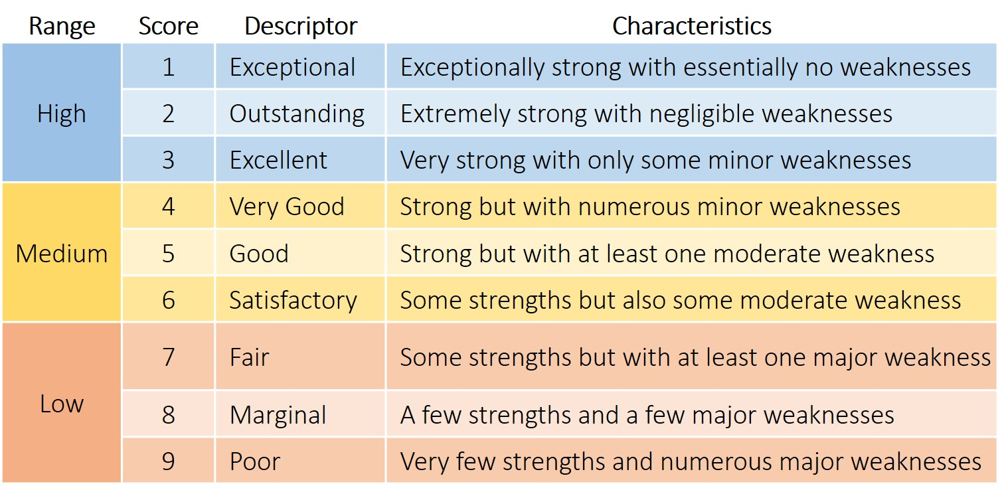 Range Score Descriptor Characteristics
High
1 Exceptional Exceptionally strong with essentially no weaknesses
2 Outstanding Extremely strong with negligible weaknesses
3 Excellent Very strong with only some minor weaknesses
Medium
4 Very Good Strong but with numerous minor weaknesses
5 Good Strong but with at least one moderate weakness
6 Satisfactory Some strengths but also some moderate weakness
Low
7 Fair Some strengths but with at least one major weakness
8 Marginal A few strengths and a few major weaknesses
9 Poor Very few strengths and numerous major weaknesses